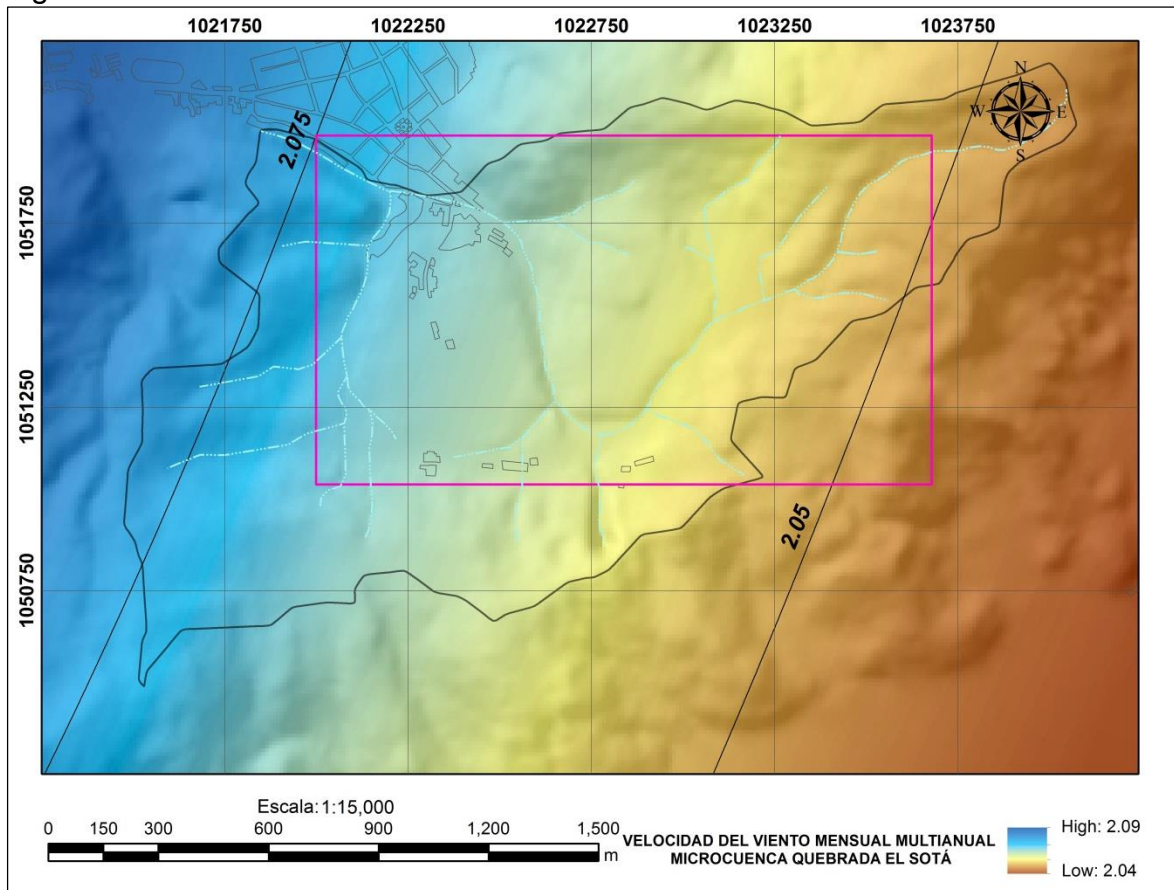 1021750 1022250 1022750 1023250 1023750
N
W E
S
2.075
1051750
1051250
2.05
1050750
Escala: 1:15,000
0 150 300 600 900 1,200 1,500
m
VELOCIDAD DEL VIENTO MENSUAL MULTIANUAL
MICROCUENCA QUEBRADA EL SOTÁ
High: 2.09
Low: 2.04